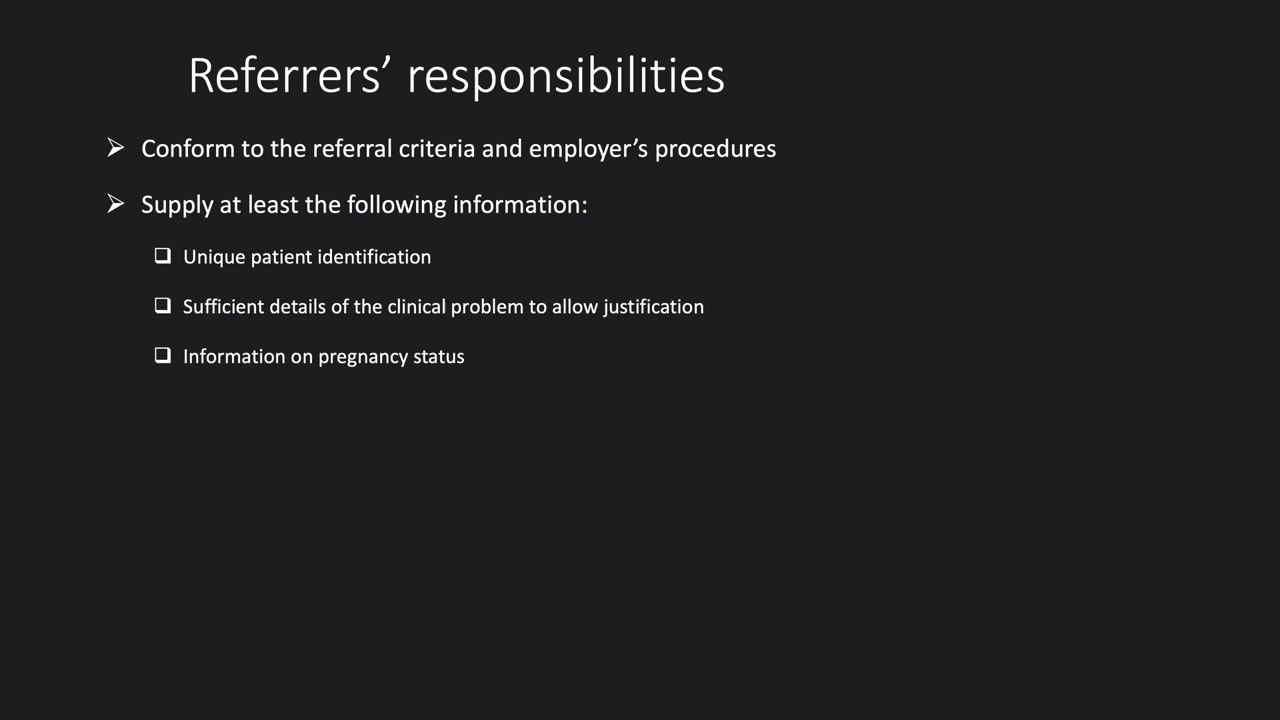 Referrers’ responsibilities
➢ Conform to the referral criteria and employer’s procedures
➢ Supply at least the following information:
❑ Unique patient identification
❑ Sufficient details of the clinical problem to allow justification
❑ Information on pregnancy status